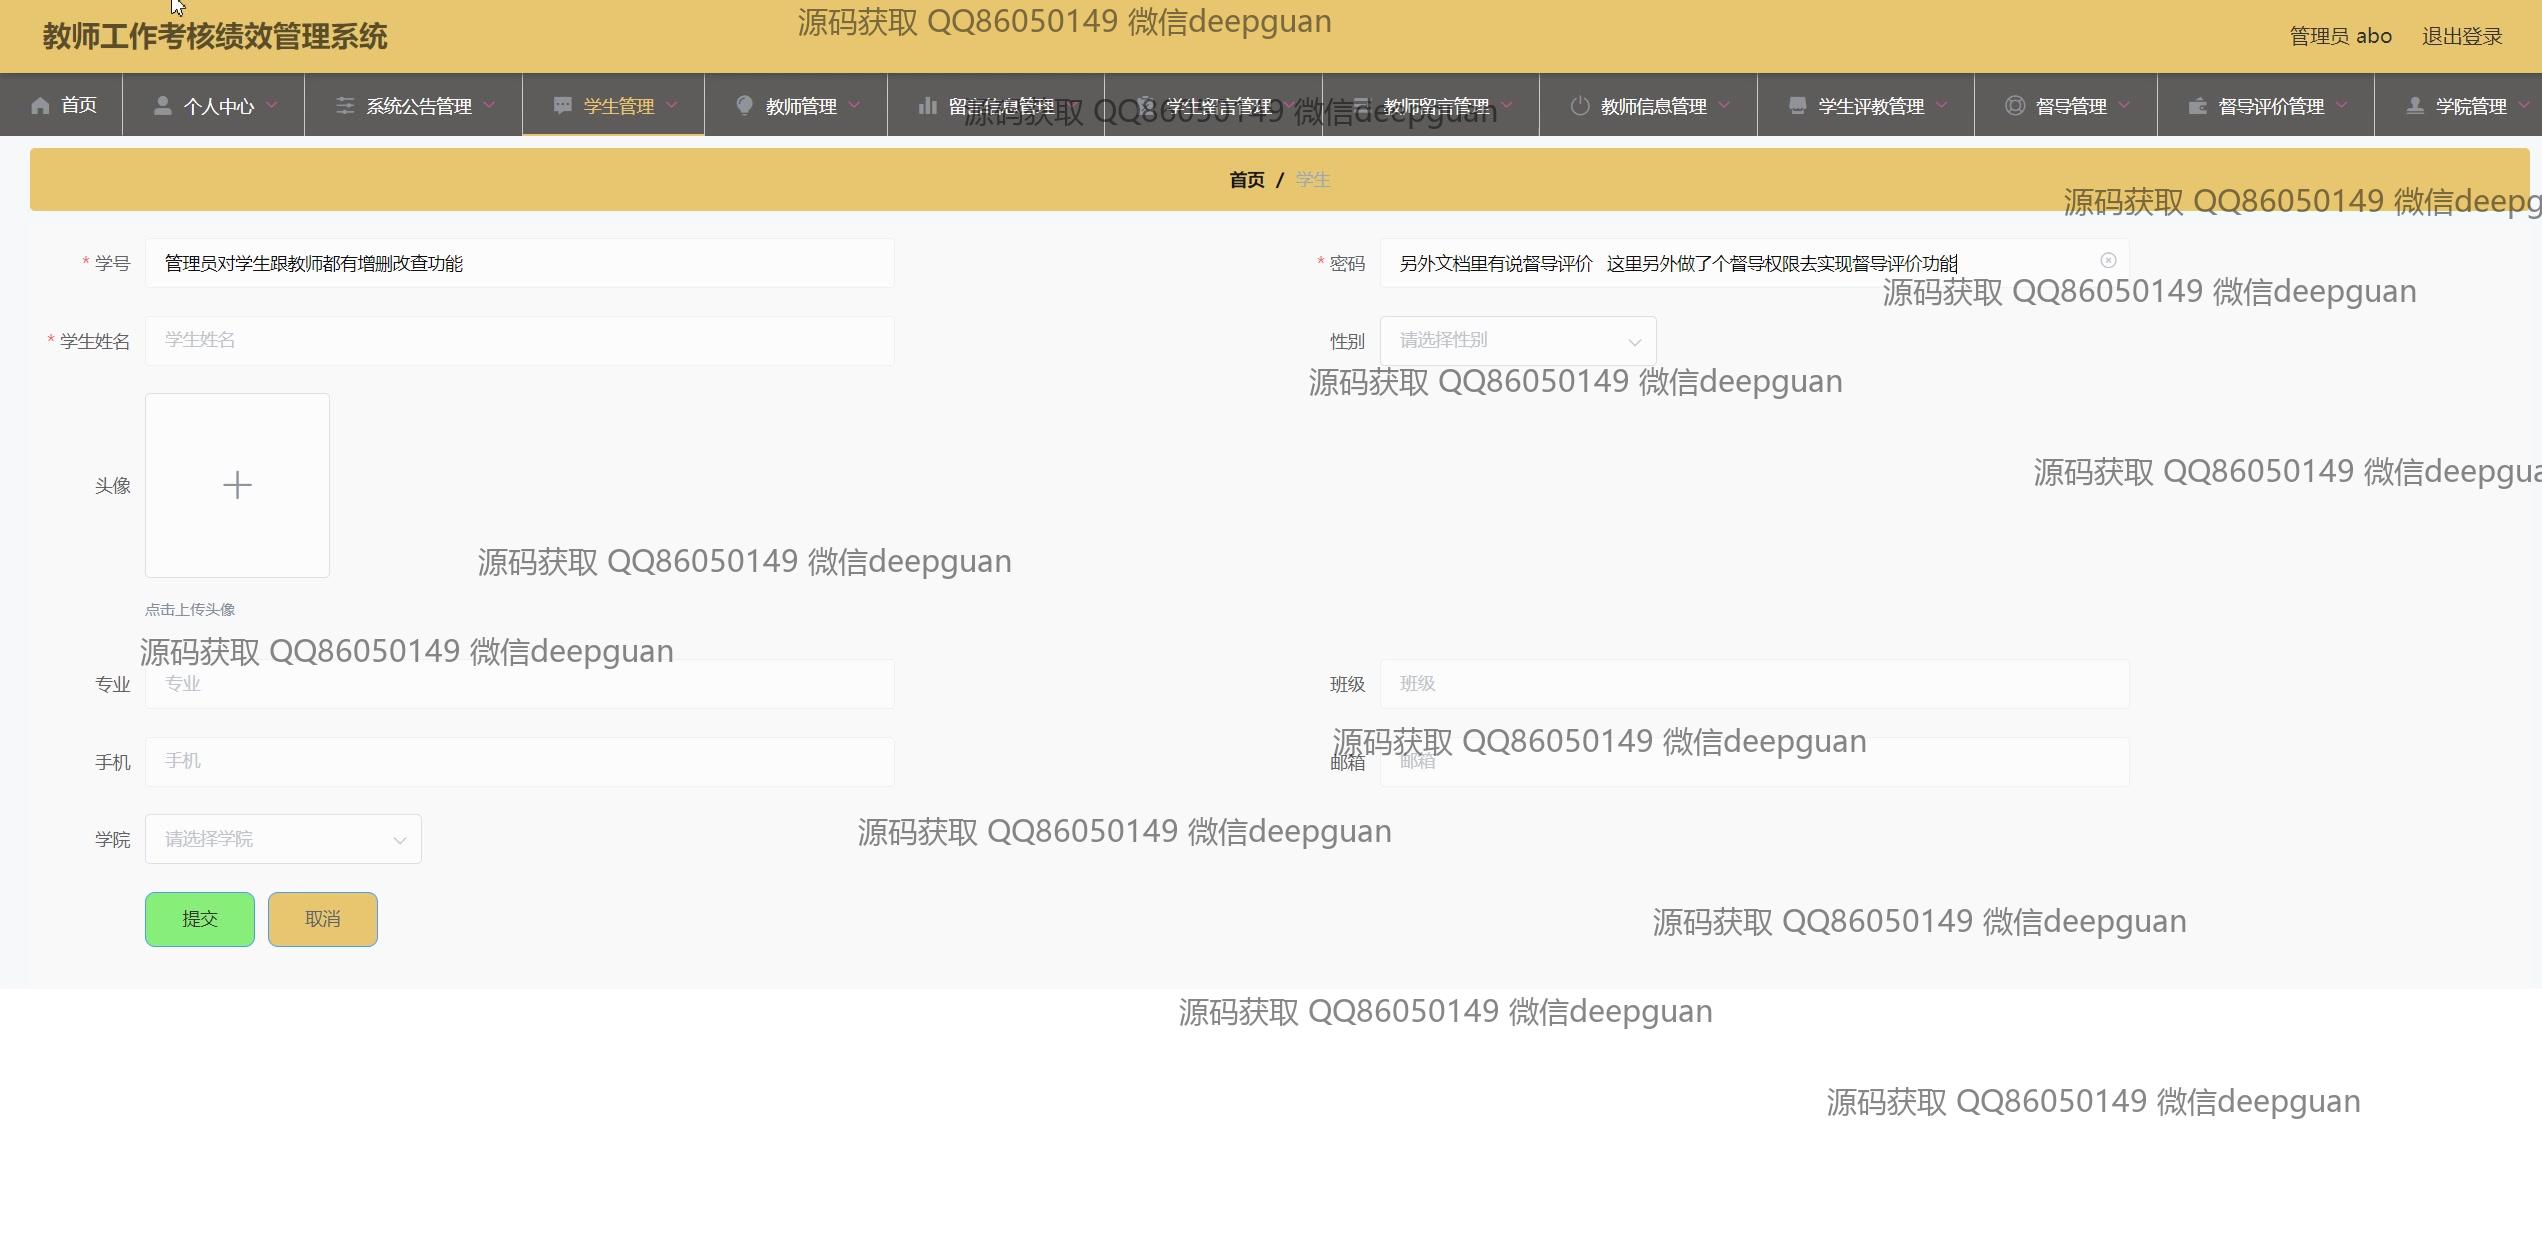 源码获取 QQ86050149 微信deepguan
教师工作考核绩效管理系统
管理员 abo 退出登录
首页 个人中心 系统公告管理 学生管理 教师管理 留言信息管理 学生留言管理 教师留言管理 教师信息管理 学生评教管理 督导管理 督导评价管理 学院管理
源码获取 QQ86050149 微信deepguan
首页 / 学生
源码获取 QQ86050149 微信deepg
* 学号 管理员对学生跟教师都有增删改查功能
* 密码 另外文档里有说督导评价 这里另外做了个督导权限去实现督导评价功能
源码获取 QQ86050149 微信deepguan
* 学生姓名 学生姓名
性别 请选择性别
源码获取 QQ86050149 微信deepguan
源码获取 QQ86050149 微信deepgua
头像
源码获取 QQ86050149 微信deepguan
点击上传头像
源码获取 QQ86050149 微信deepguan
专业 专业
班级 班级
源码获取 QQ86050149 微信deepguan
手机 手机
邮箱 邮箱
源码获取 QQ86050149 微信deepguan
学院 请选择学院
提交 取消
源码获取 QQ86050149 微信deepguan
源码获取 QQ86050149 微信deepguan
源码获取 QQ86050149 微信deepguan